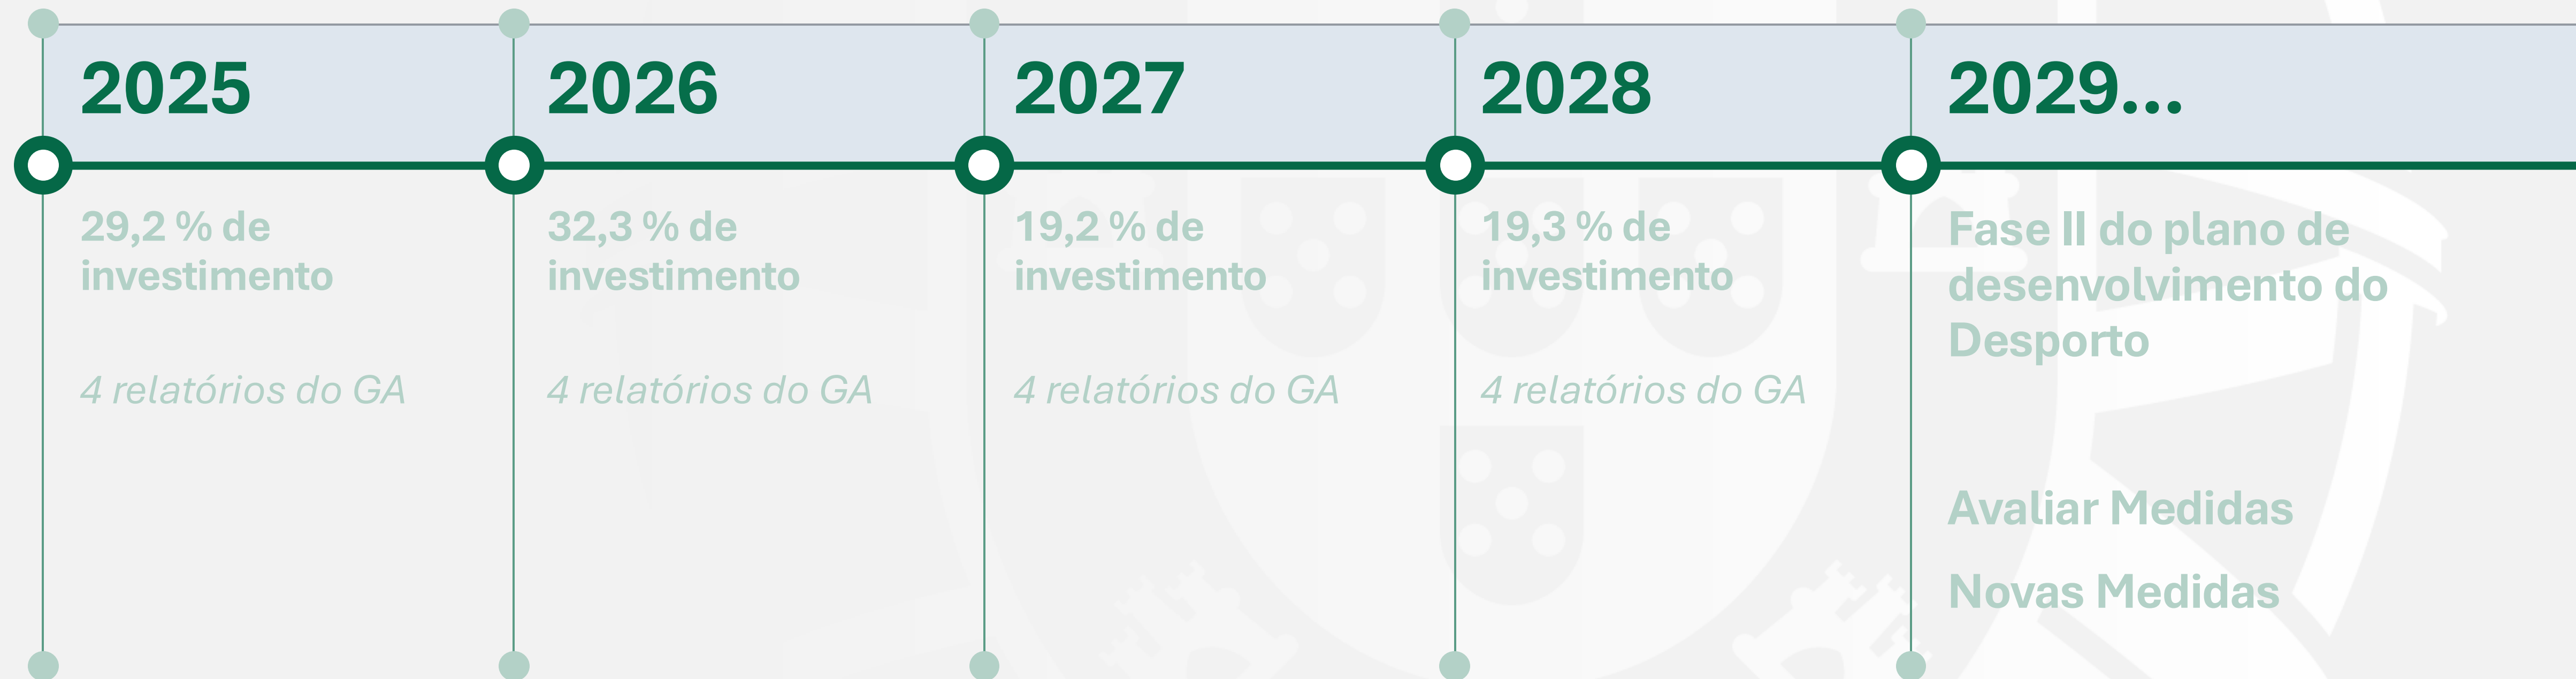 2025
29,2 % de
investimento
4 relatórios do GA
2026
32,3 % de
investimento
4 relatórios do GA
2027
19,2 % de
investimento
4 relatórios do GA
2028
19,3 % de
investimento
4 relatórios do GA
2029...
Fase II do plano de
desenvolvimento do
Desporto
Avaliar Medidas
Novas Medidas